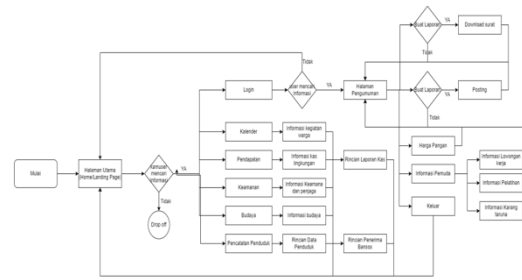 Buat Laporan
YA
Download surat
Tidak
Tidak
Login
user mencari
informasi
YA
Halaman
Pengumuman
Buat Laporan
YA
Posting
Tidak
Kalender
Informasi kegiatan
warga
Harga Pangan
Mulai
Halaman Utama
(Home/Landing Page)
mencari
informasi
YA
Pendapatan
Informasi kas
lingkungan
Rincian Laporan Kas
Informasi Pemuda
Informasi Lowongan
kerja
Keamanan
Informasi Keamanan
dan penjaga
Informasi Pelatihan
Tidak
Budaya
Informasi budaya
Keluar
Informasi Karang
taruna
Drop off
Pencatatan Penduduk
Rincian Data
Penduduk
Rincian Penerima
Bansos